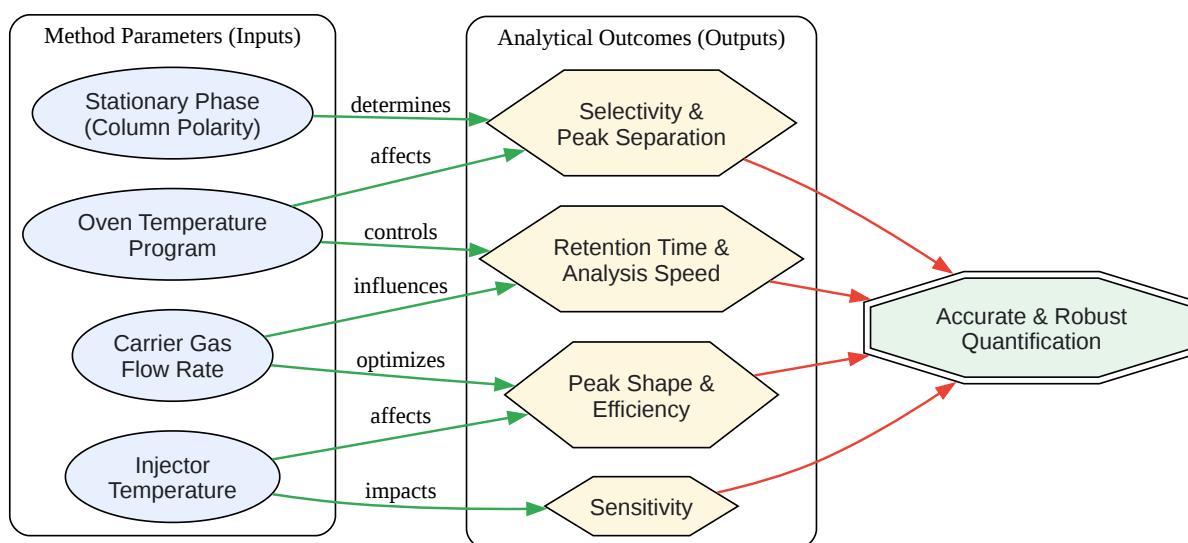 Method Parameters (Inputs)
Stationary Phase
(Column Polarity)
Oven Temperature
Program
Carrier Gas
Flow Rate
Injector
Temperature
determines
affects
controls
influences
optimizes
affects
impacts
Analytical Outcomes (Outputs)
Selectivity &
Peak Separation
Retention Time &
Analysis Speed
Peak Shape &
Efficiency
Sensitivity
Accurate & Robust
Quantification